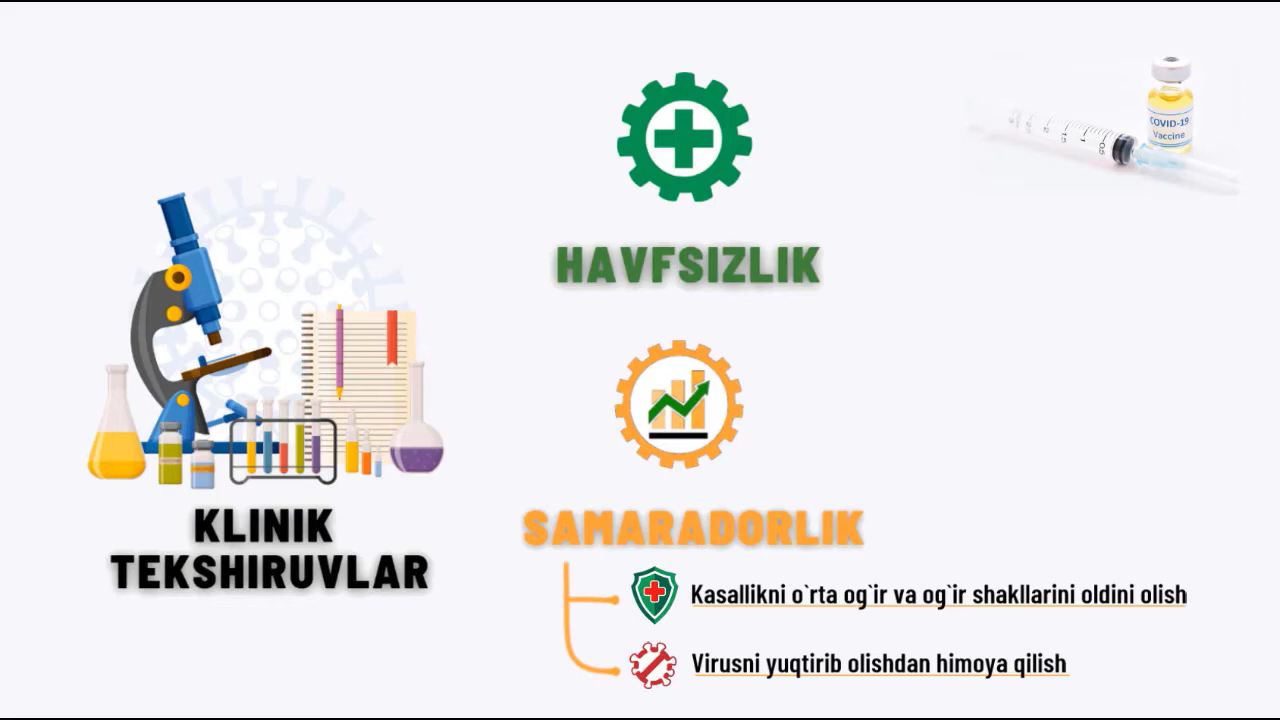 COVID-19
Vaccine
HAVFSIZLIK
KLINIK
TEKSHIRUVLAR
SAMARADORLIK
Kasallikni o`rta og`ir va og`ir shakllarini oldini olish
Virusni yuqtirib olishdan himoya qilish